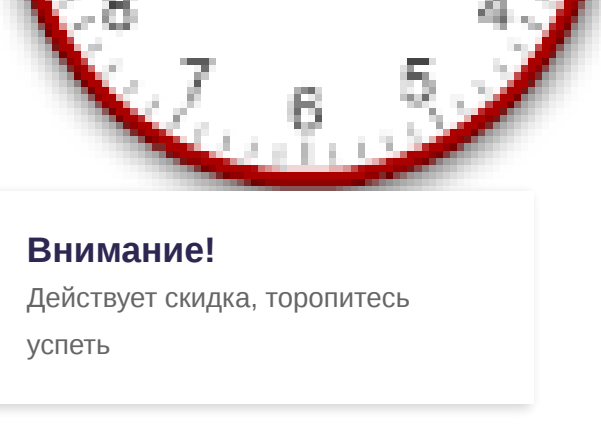 8 4
7 5
6
Внимание!
Действует скидка, торопитесь
успеть